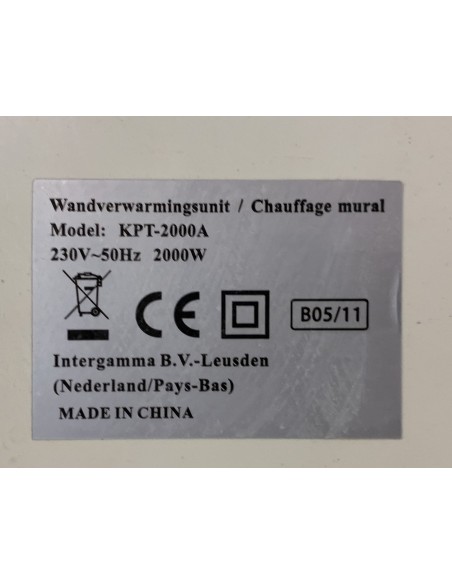 Wandverwarmingsunit / Chauffage mural
Model: KPT-2000A
230V~50Hz 2000W
CE
B05/11
Intergamma B.V.-Leusden
(Nederland/Pays-Bas)
MADE IN CHINA